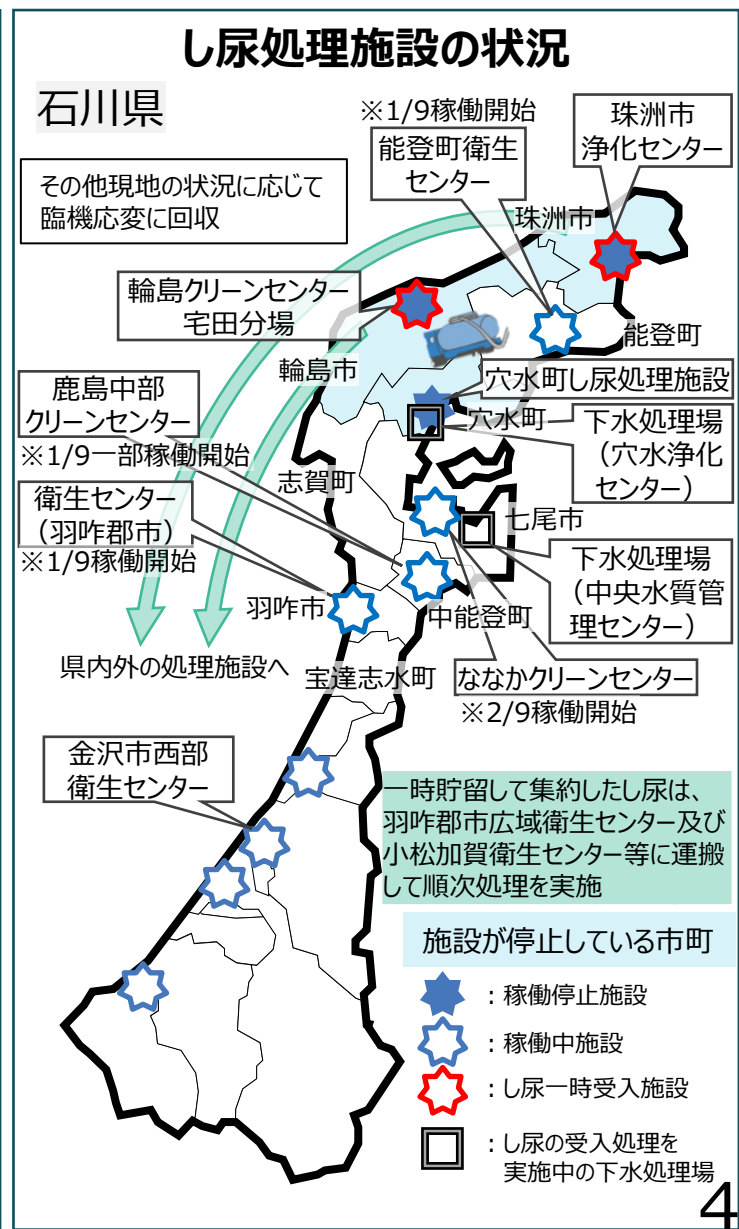 し尿処理施設の状況
石川県
※1/9稼働開始
能登町衛生
センター
珠洲市
浄化センター
その他現地の状況に応じて
臨機応変に回収
珠洲市
輪島クリーンセンター
宅田分場
能登町
輪島市
穴水町し尿処理施設
鹿島中部
クリーンセンター
※1/9一部稼働開始
穴水町
下水処理場
（穴水浄化
センター）
志賀町
衛生センター
（羽咋郡市）
※1/9稼働開始
七尾市
下水処理場
（中央水質管
理センター）
羽咋市
中能登町
県内外の処理施設へ
宝達志水町
ななかクリーンセンター
※2/9稼働開始
金沢市西部
衛生センター
一時貯留して集約したし尿は、
羽咋郡市広域衛生センター及び
小松加賀衛生センター等に運搬
して順次処理を実施
施設が停止している市町
：稼働停止施設
：稼働中施設
：し尿一時受入施設
：し尿の受入処理を
実施中の下水処理場
4